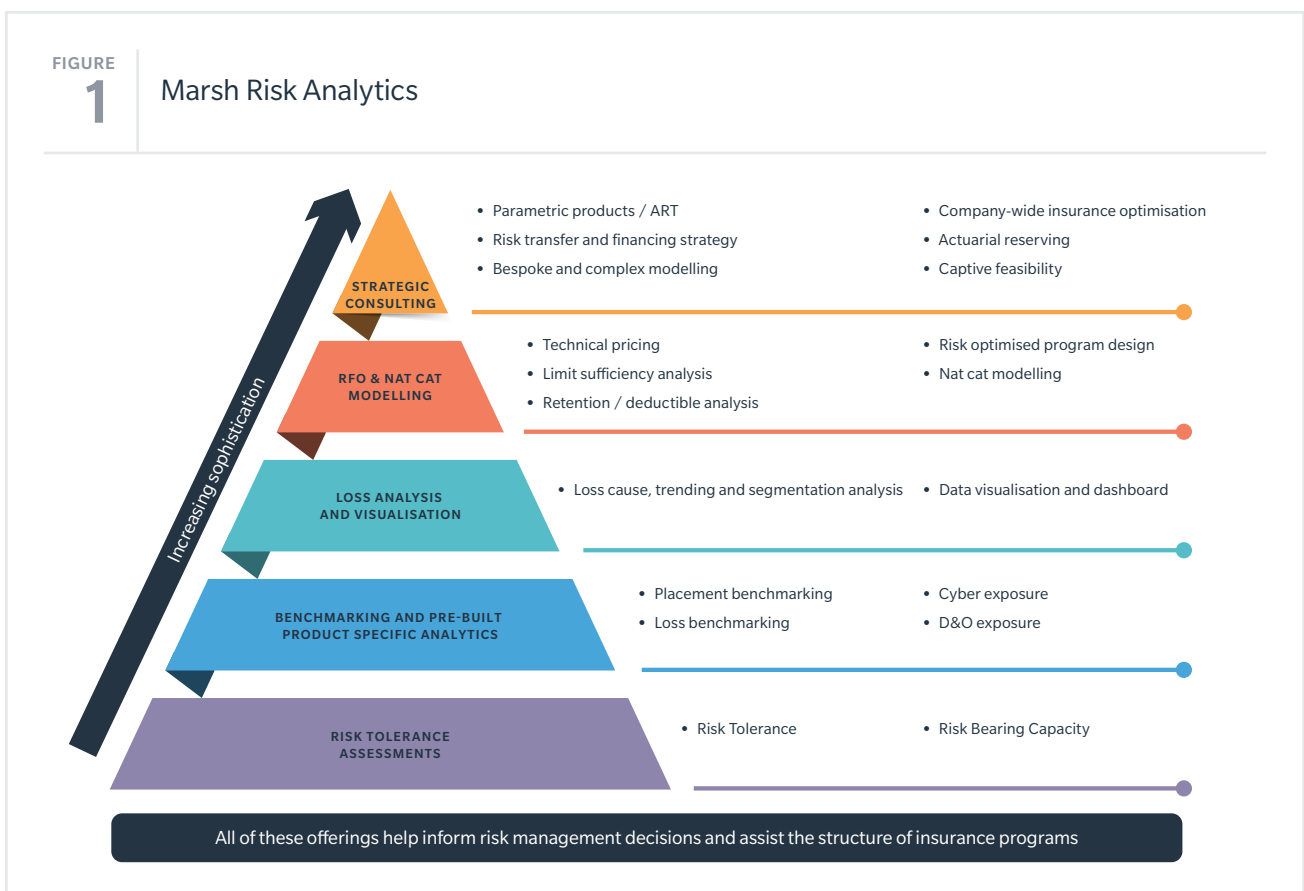 FIGURE
1
Marsh Risk Analytics
Increasing sophistication
STRATEGIC
CONSULTING
• Parametric products / ART
• Risk transfer and financing strategy
• Bespoke and complex modelling
• Company-wide insurance optimisation
• Actuarial reserving
• Captive feasibility
RFO & NAT CAT
MODELLING
• Technical pricing
• Limit sufficiency analysis
• Retention / deductible analysis
• Risk optimised program design
• Nat cat modelling
LOSS ANALYSIS
AND VISUALISATION
• Loss cause, trending and segmentation analysis
• Data visualisation and dashboard
BENCHMARKING AND PRE-BUILT
PRODUCT SPECIFIC ANALYTICS
• Placement benchmarking
• Loss benchmarking
• Cyber exposure
• D&O exposure
RISK TOLERANCE
ASSESSMENTS
• Risk Tolerance
• Risk Bearing Capacity
All of these offerings help inform risk management decisions and assist the structure of insurance programs